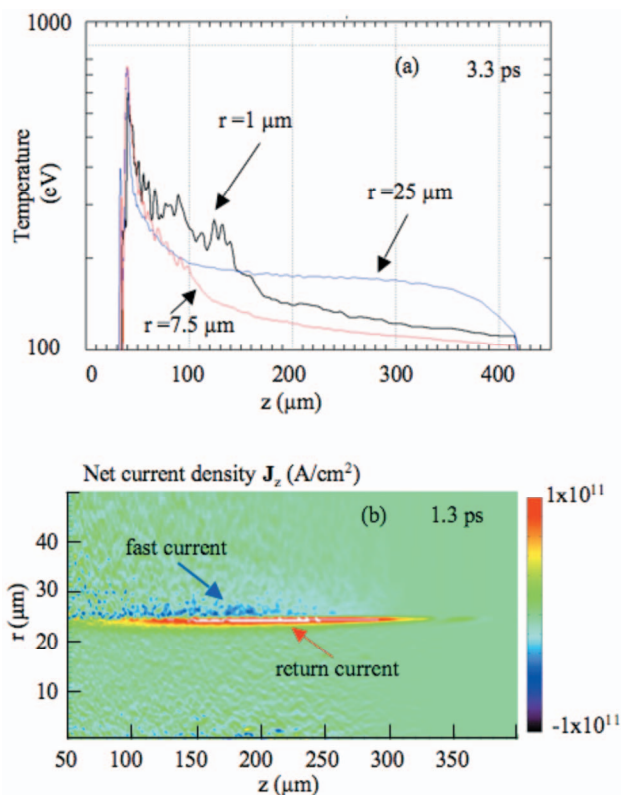 1000
(a)
3.3 ps
r =1 μm
r =25 μm
Temperature
(eV)
r =7.5 μm
100
0
100
200
300
400
z (μm)
Net current density Jz (A/cm²)
1x10¹¹
(b)
1.3 ps
40
fast current
30
r (μm)
20
return current
10
-1x10¹¹
50
100
150
200
250
300
350
z (μm)